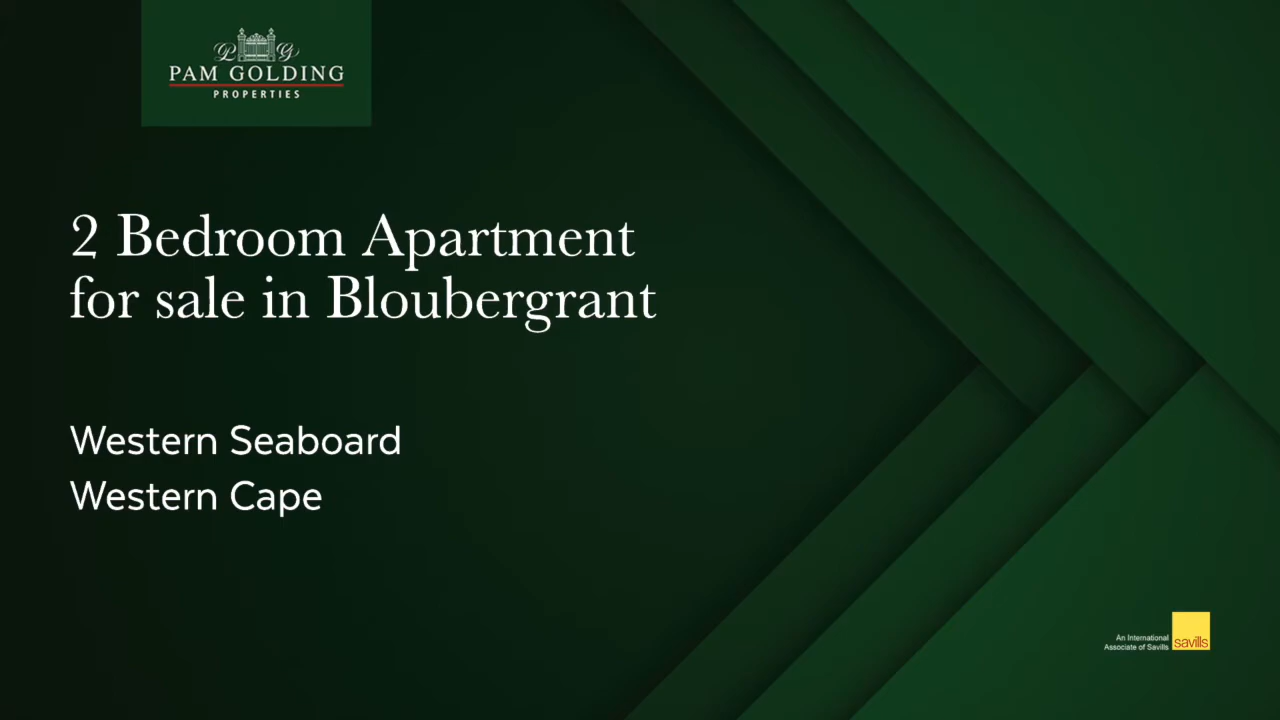 PAM GOLDING
PROPERTIES
2 Bedroom Apartment
for sale in Bloubergrant
Western Seaboard
Western Cape
An International
Associate of Savills
savills